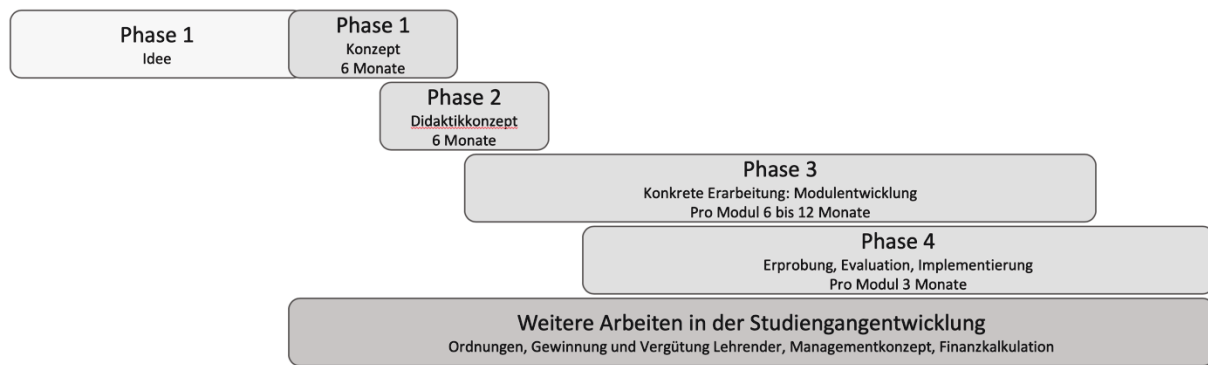 Phase 1
Idee
Phase 1
Konzept
6 Monate
Phase 2
Didaktikkonzept
6 Monate
Phase 3
Konkrete Erarbeitung: Modulentwicklung
Pro Modul 6 bis 12 Monate
Phase 4
Erprobung, Evaluation, Implementierung
Pro Modul 3 Monate
Weitere Arbeiten in der Studiengangentwicklung
Ordnungen, Gewinnung und Vergütung Lehrender, Managementkonzept, Finanzkalkulation